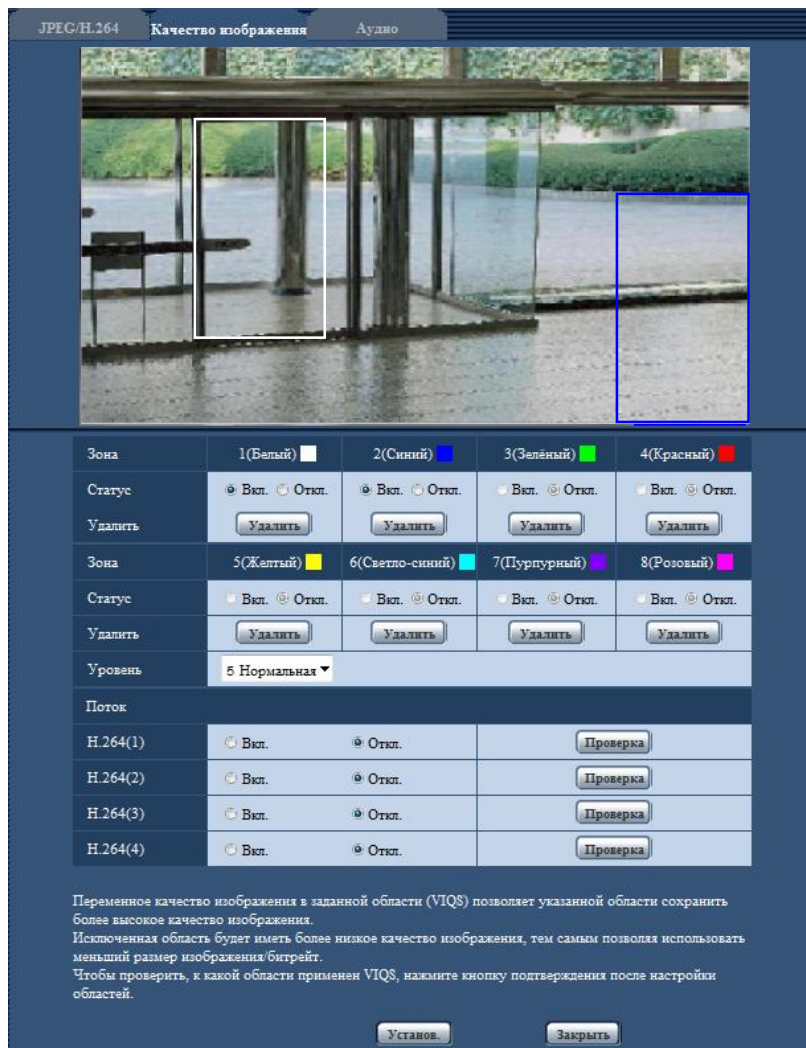 JPEG/H.264 Качество изображения Аудио
Зона 1(Белый) 2(Синий) 3(Зелёный) 4(Красный)
Статус Вкл. Откл. Вкл. Откл. Вкл. Откл. Вкл. Откл.
Удалить Удалить Удалить Удалить Удалить
Зона 5(Желтый) 6(Светло-синий) 7(Пурпурный) 8(Розовый)
Статус Вкл. Откл. Вкл. Откл. Вкл. Откл. Вкл. Откл.
Удалить Удалить Удалить Удалить Удалить
Уровень 5 Нормальная
Поток
H.264(1) Вкл. Откл. Проверка
H.264(2) Вкл. Откл. Проверка
H.264(3) Вкл. Откл. Проверка
H.264(4) Вкл. Откл. Проверка
Переменное качество изображения в заданной области (VIQS) позволяет указанной области сохранить
более высокое качество изображения.
Исключенная область будет иметь более низкое качество изображения, тем самым позволяя использовать
меньший размер изображения/битрейт.
Чтобы проверить, к какой области применен VIQS, нажмите кнопку подтверждения после настройки
областей.
Установ. Закрыть